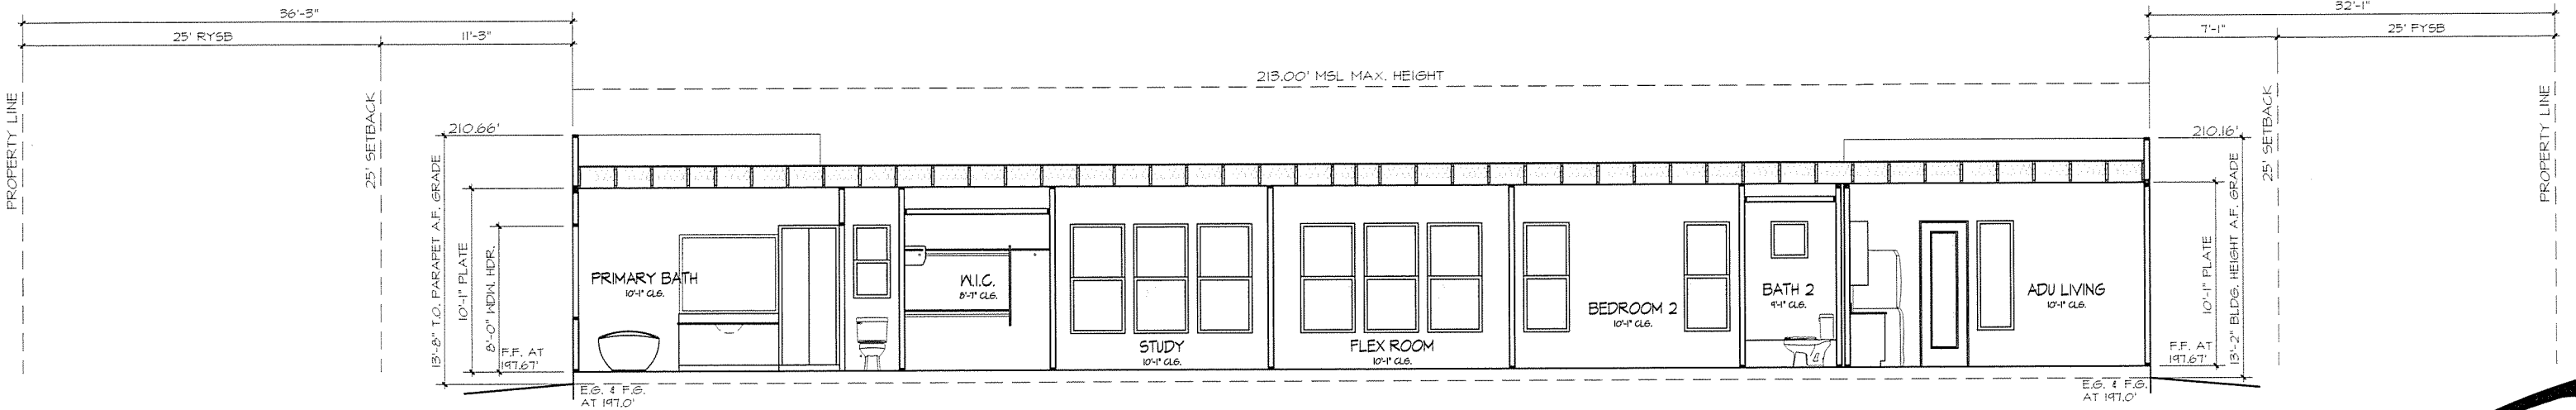 36'-3"
32'-1"
25' RYSB
11'-3"
7'-1"
25' FYSB
213.00' MSL MAX. HEIGHT
PROPERTY LINE
25' SETBACK
210.66'
13'-8" T.O. PARAPET A.F. GRADE
10'-1" PLATE
8'-0" WDW. HDR.
F.F. AT
197.67'
E.G. & F.G.
AT 197.0'
PRIMARY BATH
10'-1" CLG.
W.I.C.
8'-7" CLG.
STUDY
10'-1" CLG.
FLEX ROOM
10'-1" CLG.
BEDROOM 2
10'-1" CLG.
BATH 2
9'-1" CLG.
ADU LIVING
10'-1" CLG.
210.16'
10'-1" PLATE
13'-2" BLDG. HEIGHT A.F. GRADE
F.F. AT
197.67'
E.G. & F.G.
AT 197.0'
25' SETBACK
PROPERTY LINE